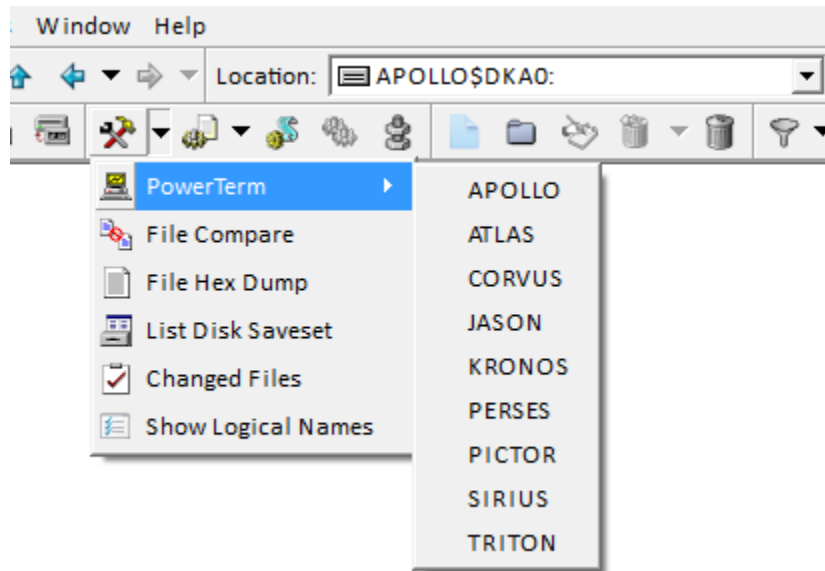 Window Help
Location: APOLLO$DKA0:
PowerTerm
File Compare
File Hex Dump
List Disk Saveset
Changed Files
Show Logical Names
APOLLO
ATLAS
CORVUS
JASON
KRONOS
PERSES
PICTOR
SIRIUS
TRITON